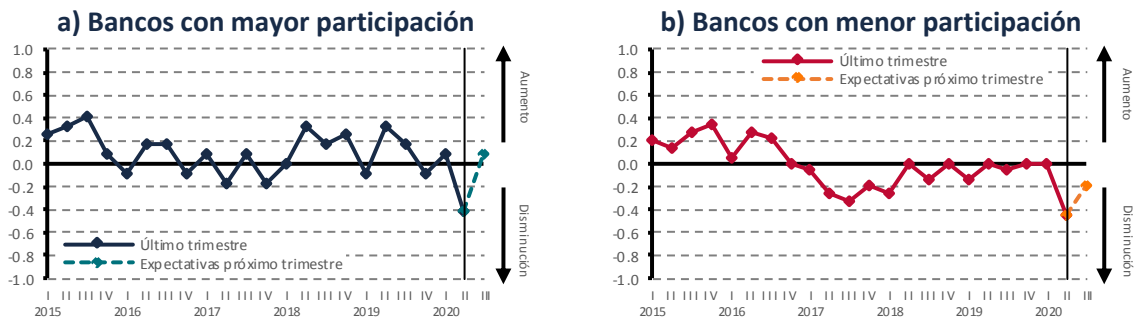 a) Bancos con mayor participación
1.0
0.8
0.6
0.4
0.2
0.0
-0.2
-0.4
-0.6
-0.8
-1.0
Aumento
Disminución
Último trimestre
Expectativas próximo trimestre
I II III IV I II III IV I II III IV I II III IV I II III IV I II III
2015 2016 2017 2018 2019 2020
b) Bancos con menor participación
1.0
0.8
0.6
0.4
0.2
0.0
-0.2
-0.4
-0.6
-0.8
-1.0
Último trimestre
Expectativas próximo trimestre
Aumento
Disminución
I II III IV I II III IV I II III IV I II III IV I II III IV I II III
2015 2016 2017 2018 2019 2020